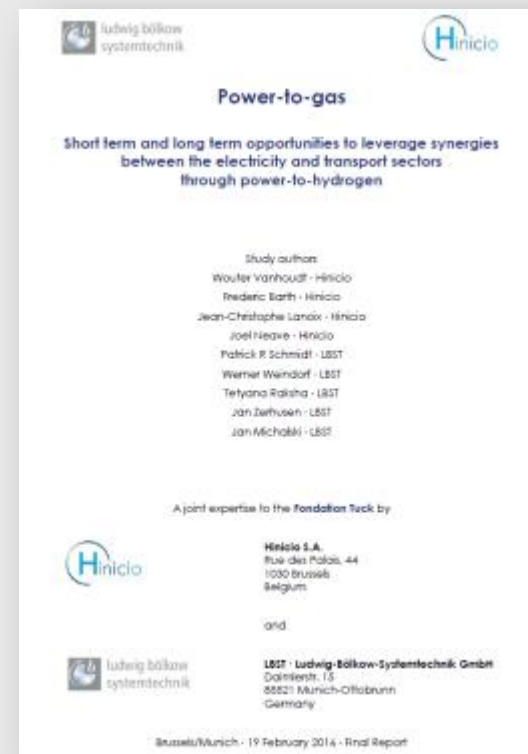 ludwig bölkow
systemtechnik
Hinicio
Power-to-gas
Short term and long term opportunities to leverage synergies
between the electricity and transport sectors
through power-to-hydrogen
Study authors
Wouter Vanhoudt - Hinicio
Frederic Barth - Hinicio
Jean-Christophe Lanoix - Hinicio
Joel Neave - Hinicio
Patrick R Schmidt - LBST
Werner Weindorf - LBST
Tetyana Raksha - LBST
Jan Zerhusen - LBST
Jan Michalski - LBST
A joint expertise to the Fondation Tuck by
Hinicio
Hinicio S.A.
Rue des Palais, 44
1030 Brussels
Belgium
and
ludwig bölkow
systemtechnik
LBST · Ludwig-Bölkow-Systemtechnik GmbH
Daimlerstr. 15
Munich-Ottobrunn
Germany
Brussels/Munich - 19 February 2016 - Final Report